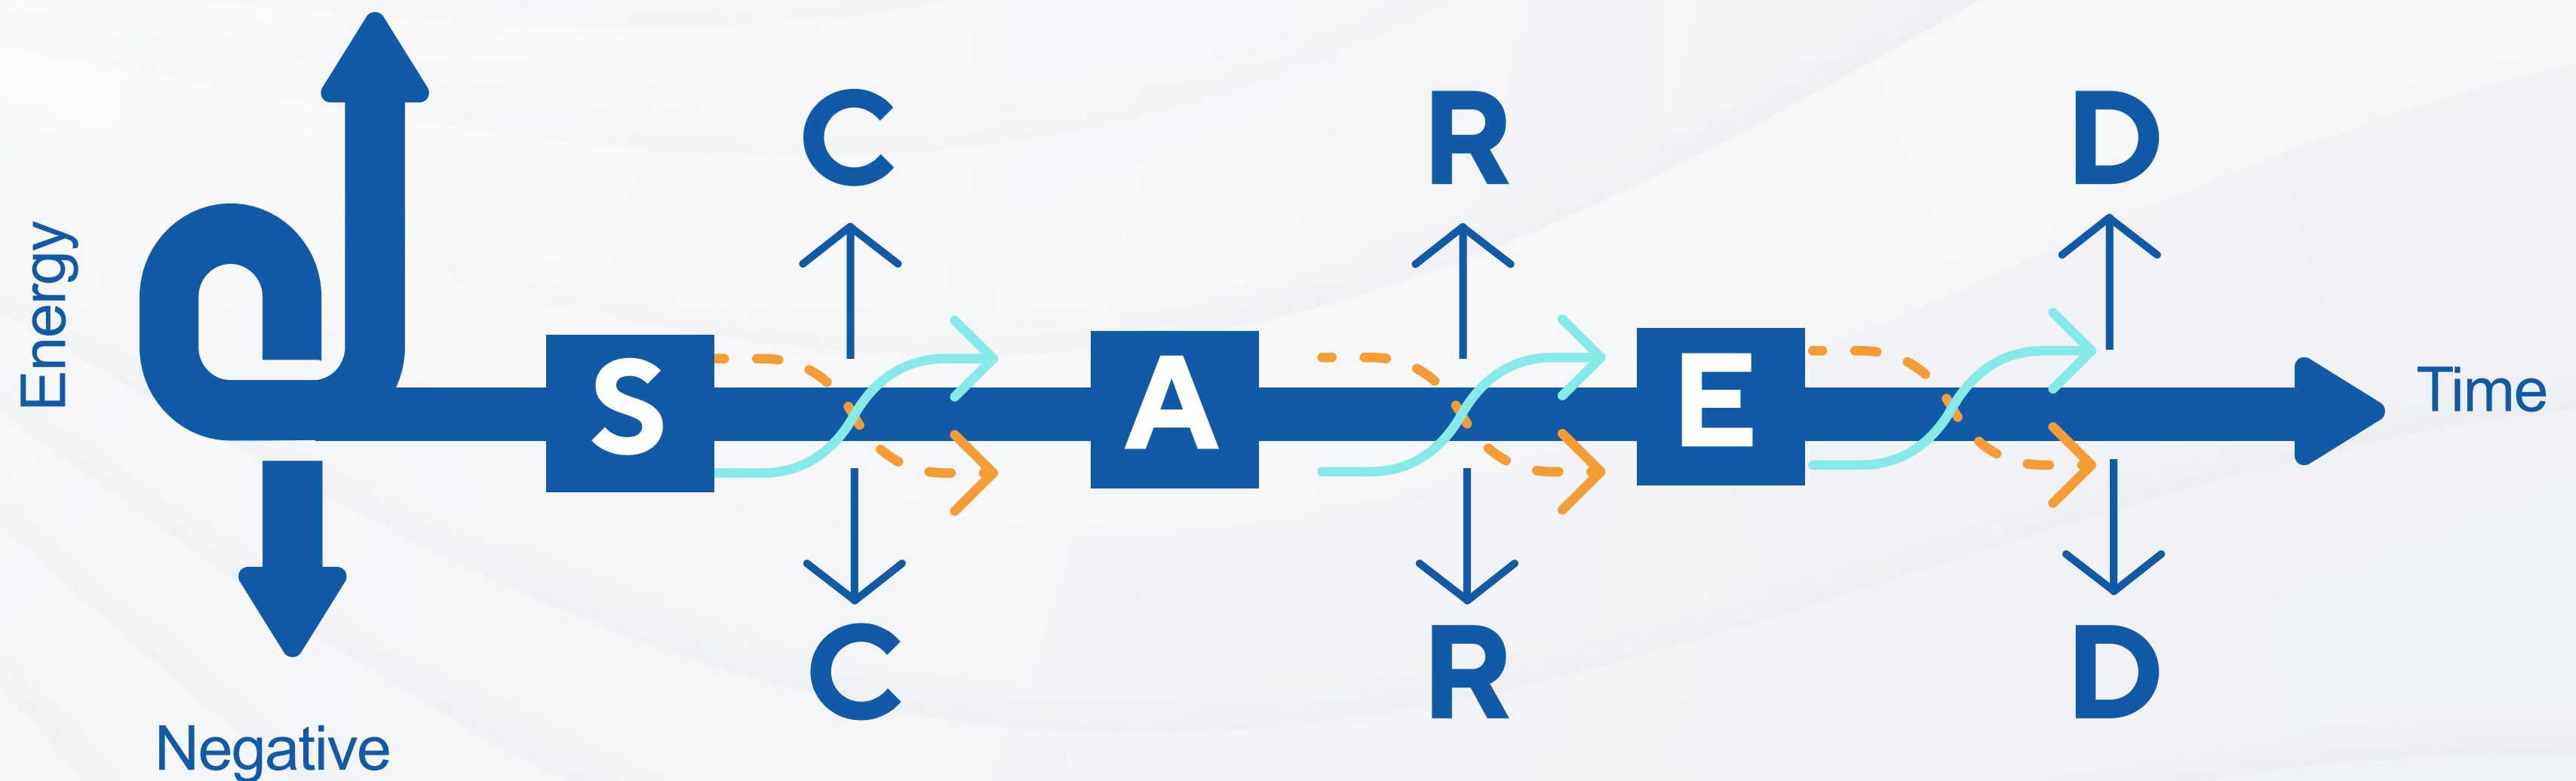 C R D
Energy
S A E
Time
C R D
Negative